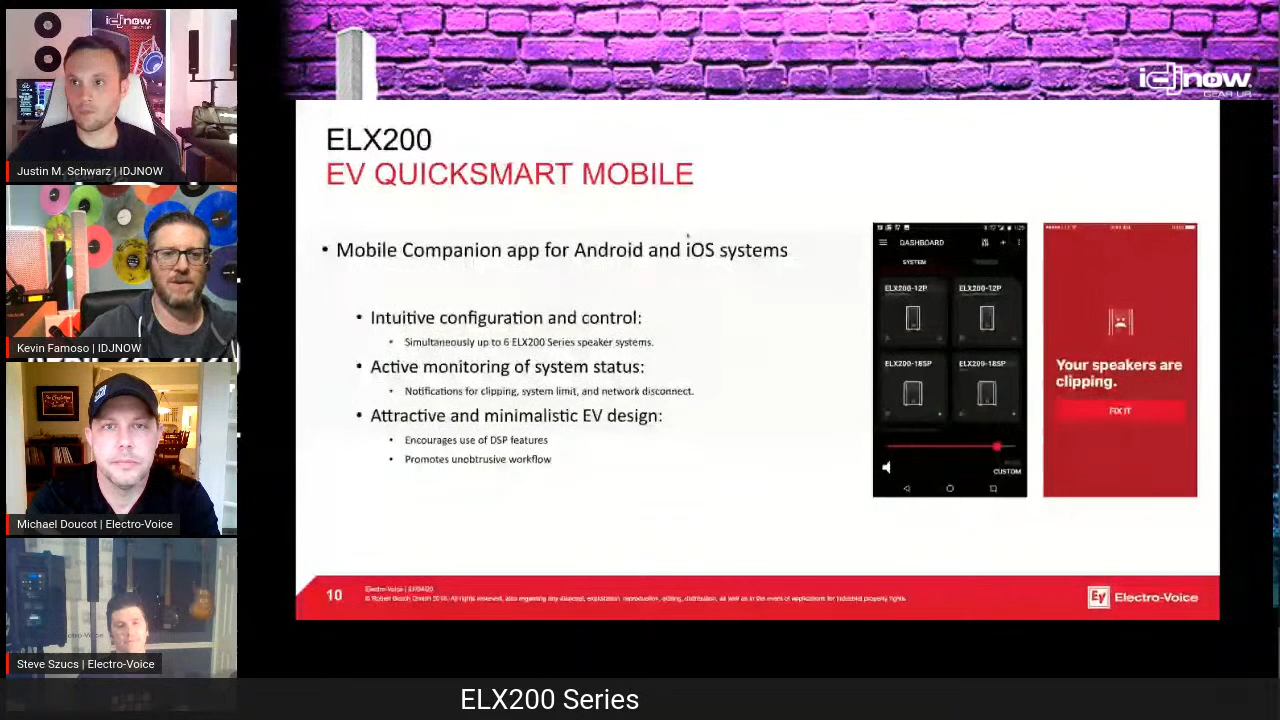 idjnow
Justin M. Schwarz | IDJNOW
Kevin Famoso | IDJNOW
Michael Doucot | Electro-Voice
Steve Szucs | Electro-Voice
idjnow
GEAR UP
ELX200
EV QUICKSMART MOBILE
• Mobile Companion app for Android and iOS systems
• Intuitive configuration and control:
• Simultaneously up to 6 ELX200 Series speaker systems.
• Active monitoring of system status:
• Notifications for clipping, system limit, and network disconnect.
• Attractive and minimalistic EV design:
• Encourages use of DSP features
• Promotes unobtrusive workflow
DASHBOARD
SYSTEM
ELX200-12P ELX200-12P
ELX200-18SP ELX200-18SP
CUSTOM
Your speakers are
clipping.
FIX IT
10
EV Electro-Voice
ELX200 Series